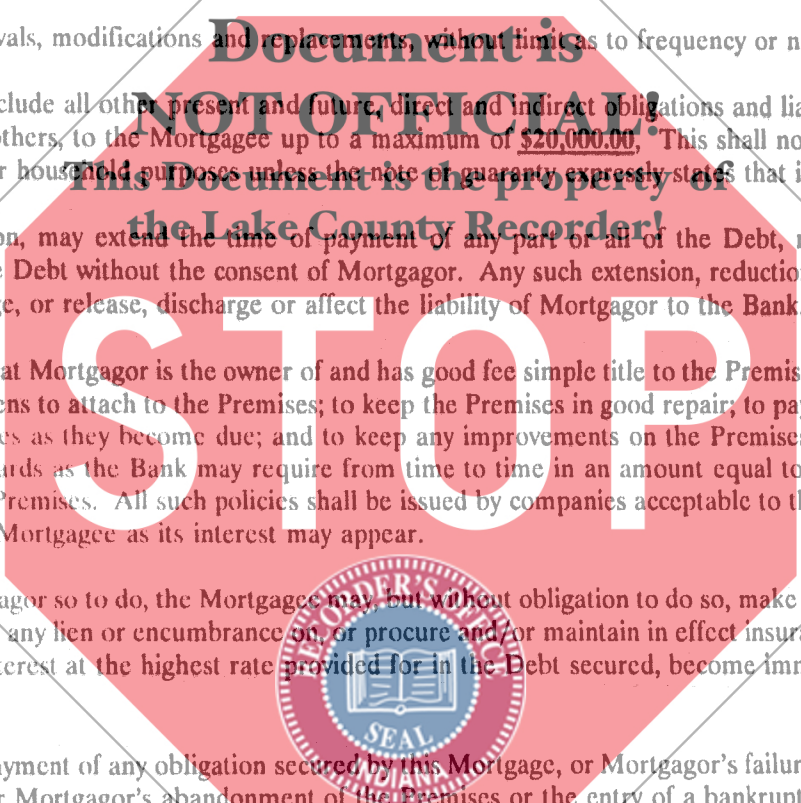 vals, modifications and replacements, without limit as to frequency or n
Document is
clude all other present and future, direct and indirect obligations and lia
NOT OFFICIAL!
others, to the Mortgagee up to a maximum of $20,000.00, This shall no
r household purposes unless the note or guaranty expressly states that i
This Document is the property of
the Lake County Recorder!
on, may extend the time of payment of any part or all of the Debt, r
e Debt without the consent of Mortgagor. Any such extension, reductio
ge, or release, discharge or affect the liability of Mortgagor to the Bank.
STOP
at Mortgagor is the owner of and has good fee simple title to the Premis
ens to attach to the Premises; to keep the Premises in good repair; to pay
es as they become due; and to keep any improvements on the Premises
ards as the Bank may require from time to time in an amount equal to
Premises. All such policies shall be issued by companies acceptable to th
Mortgagee as its interest may appear.
agor so to do, the Mortgagee may, but without obligation to do so, make
any lien or encumbrance on, or procure and/or maintain in effect insura
terest at the highest rate provided for in the Debt secured, become imm
SEAL
ayment of any obligation secured by this Mortgage, or Mortgagor's failur
r Mortgagor's abandonment of the Premises or the entry of a bankrupt